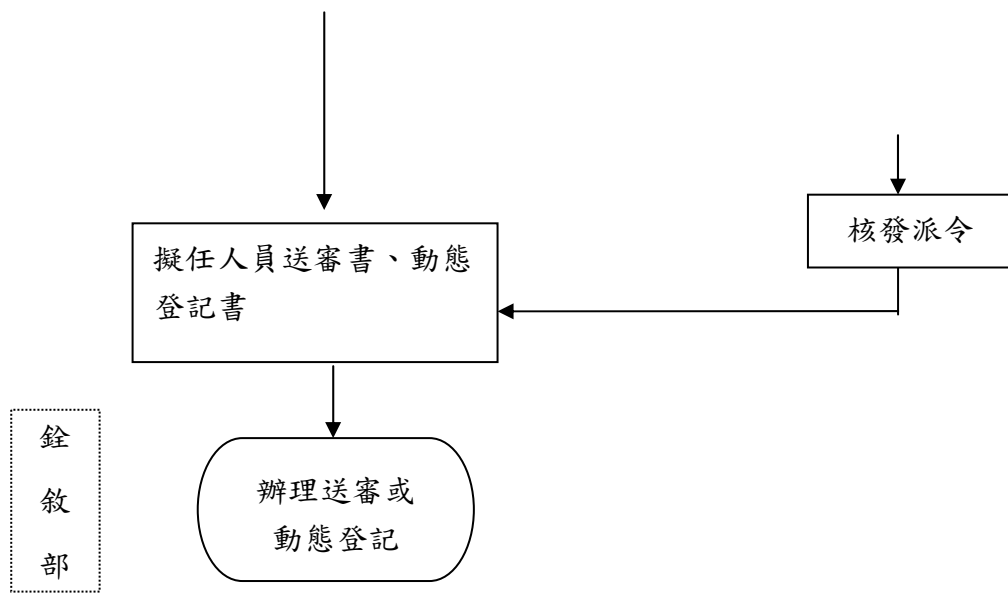 核發派令
擬任人員送審書、動態
登記書
銓
敘
部
辦理送審或
動態登記